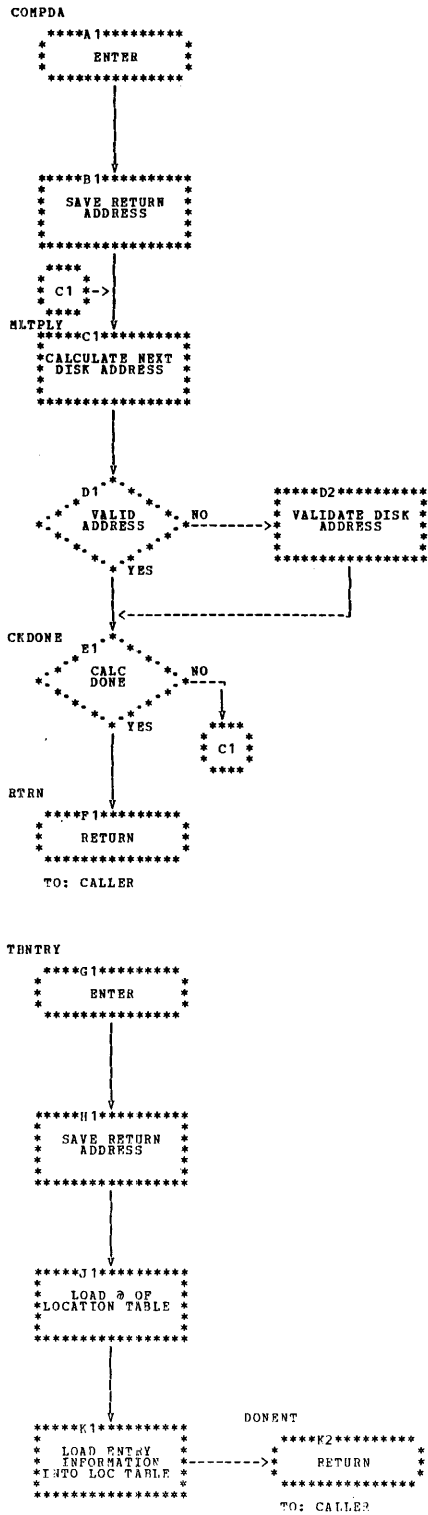 COMPDA
A1
ENTER
B1
SAVE RETURN
ADDRESS
C1
MLTPLY
C1
CALCULATE NEXT
DISK ADDRESS
D1
VALID
ADDRESS
NO
YES
D2
VALIDATE DISK
ADDRESS
CKDONE
E1
CALC
DONE
NO
YES
C1
RTRN
F1
RETURN
TO: CALLER
TBNTRY
G1
ENTER
H1
SAVE RETURN
ADDRESS
J1
LOAD @ OF
LOCATION TABLE
K1
LOAD ENTRY
INFORMATION
INTO LOC TABLE
DONENT
K2
RETURN
TO: CALLER